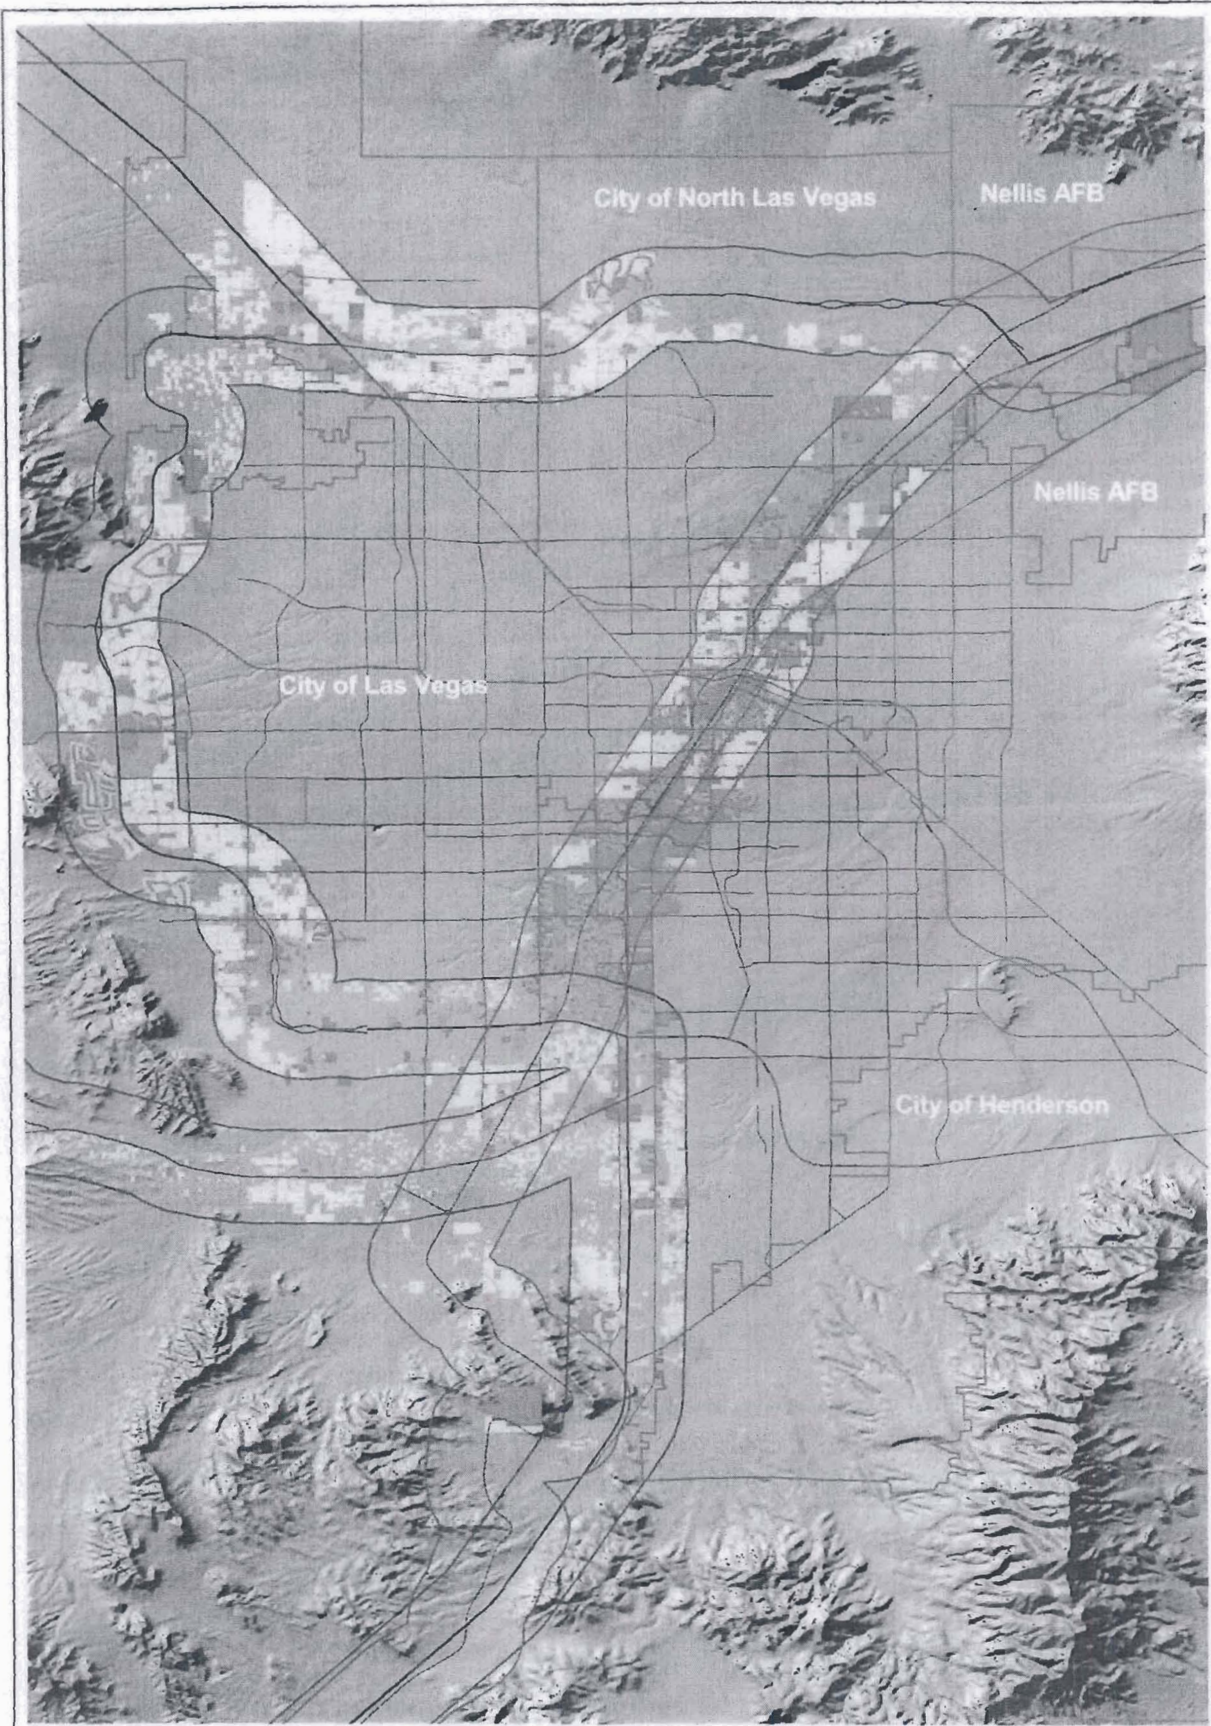 City of North Las Vegas
Nellis AFB
Nellis AFB
City of Las Vegas
City of Henderson